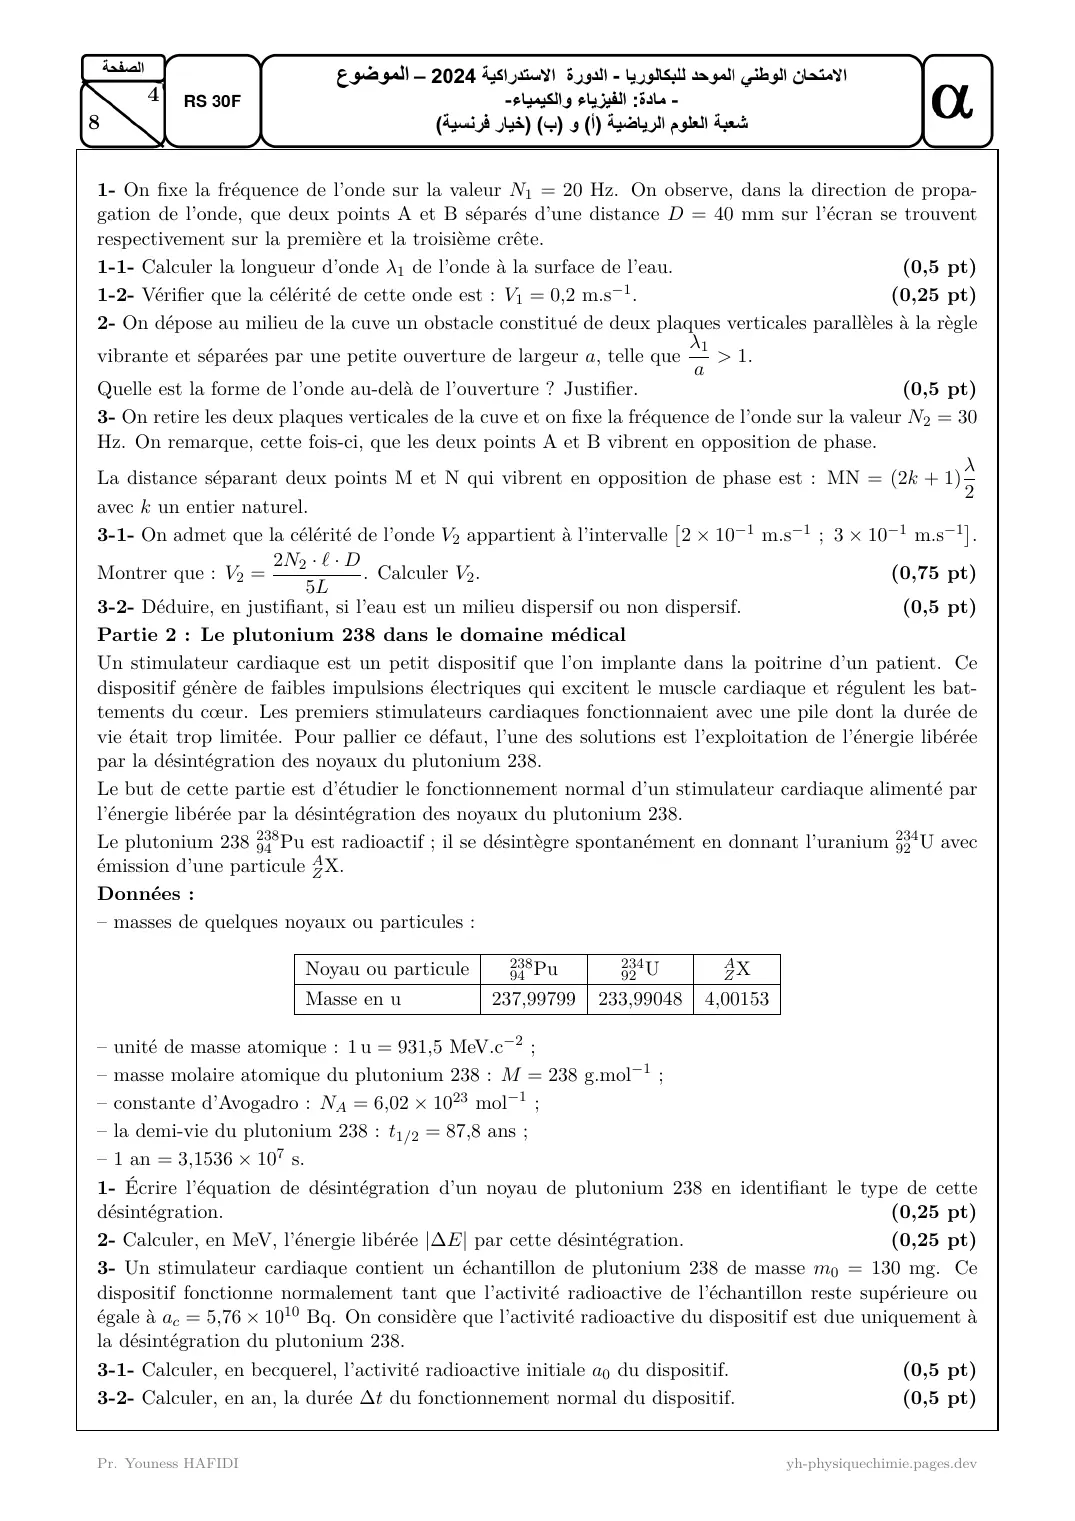 الصفحة
4
8
RS 30F
الامتحان الوطني الموحد للبكالوريا - الدورة الاستدراكية 2024 – الموضوع
- مادة: الفيزياء والكيمياء-
شعبة العلوم الرياضية (أ) و (ب) (خيار فرنسية)
α
1- On fixe la fréquence de l'onde sur la valeur N₁ = 20 Hz. On observe, dans la direction de propa-
gation de l'onde, que deux points A et B séparés d'une distance D = 40 mm sur l'écran se trouvent
respectivement sur la première et la troisième crête.
1-1- Calculer la longueur d'onde λ₁ de l'onde à la surface de l'eau. (0,5 pt)
1-2- Vérifier que la célérité de cette onde est : V₁ = 0,2 m.s⁻¹. (0,25 pt)
2- On dépose au milieu de la cuve un obstacle constitué de deux plaques verticales parallèles à la règle
vibrante et séparées par une petite ouverture de largeur a, telle que λ₁/a > 1.
Quelle est la forme de l'onde au-delà de l'ouverture ? Justifier. (0,5 pt)
3- On retire les deux plaques verticales de la cuve et on fixe la fréquence de l'onde sur la valeur N₂ = 30
Hz. On remarque, cette fois-ci, que les deux points A et B vibrent en opposition de phase.
La distance séparant deux points M et N qui vibrent en opposition de phase est : MN = (2k + 1)λ/2
avec k un entier naturel.
3-1- On admet que la célérité de l'onde V₂ appartient à l'intervalle [2 × 10⁻¹ m.s⁻¹ ; 3 × 10⁻¹ m.s⁻¹].
Montrer que : V₂ = 2N₂ · ℓ · D/5L. Calculer V₂. (0,75 pt)
3-2- Déduire, en justifiant, si l'eau est un milieu dispersif ou non dispersif. (0,5 pt)
Partie 2 : Le plutonium 238 dans le domaine médical
Un stimulateur cardiaque est un petit dispositif que l'on implante dans la poitrine d'un patient. Ce
dispositif génère de faibles impulsions électriques qui excitent le muscle cardiaque et régulent les bat-
tements du cœur. Les premiers stimulateurs cardiaques fonctionnaient avec une pile dont la durée de
vie était trop limitée. Pour pallier ce défaut, l'une des solutions est l'exploitation de l'énergie libérée
par la désintégration des noyaux du plutonium 238.
Le but de cette partie est d'étudier le fonctionnement normal d'un stimulateur cardiaque alimenté par
l'énergie libérée par la désintégration des noyaux du plutonium 238.
Le plutonium 238 ²³⁸₉₄Pu est radioactif ; il se désintègre spontanément en donnant l'uranium ²³⁴₉₂U avec
émission d'une particule ᴬ_ZX.
Données :
– masses de quelques noyaux ou particules :
Noyau ou particule ²³⁸₉₄Pu ²³⁴₉₂U ᴬ_ZX
Masse en u 237,99799 233,99048 4,00153
– unité de masse atomique : 1 u = 931,5 MeV.c⁻² ;
– masse molaire atomique du plutonium 238 : M = 238 g.mol⁻¹ ;
– constante d'Avogadro : N_A = 6,02 × 10²³ mol⁻¹ ;
– la demi-vie du plutonium 238 : t₁/₂ = 87,8 ans ;
– 1 an = 3,1536 × 10⁷ s.
1- Écrire l'équation de désintégration d'un noyau de plutonium 238 en identifiant le type de cette
désintégration. (0,25 pt)
2- Calculer, en MeV, l'énergie libérée |ΔE| par cette désintégration. (0,25 pt)
3- Un stimulateur cardiaque contient un échantillon de plutonium 238 de masse m₀ = 130 mg. Ce
dispositif fonctionne normalement tant que l'activité radioactive de l'échantillon reste supérieure ou
égale à a_c = 5,76 × 10¹⁰ Bq. On considère que l'activité radioactive du dispositif est due uniquement à
la désintégration du plutonium 238.
3-1- Calculer, en becquerel, l'activité radioactive initiale a₀ du dispositif. (0,5 pt)
3-2- Calculer, en an, la durée Δt du fonctionnement normal du dispositif. (0,5 pt)
Pr. Youness HAFIDI
yh-physiquechimie.pages.dev